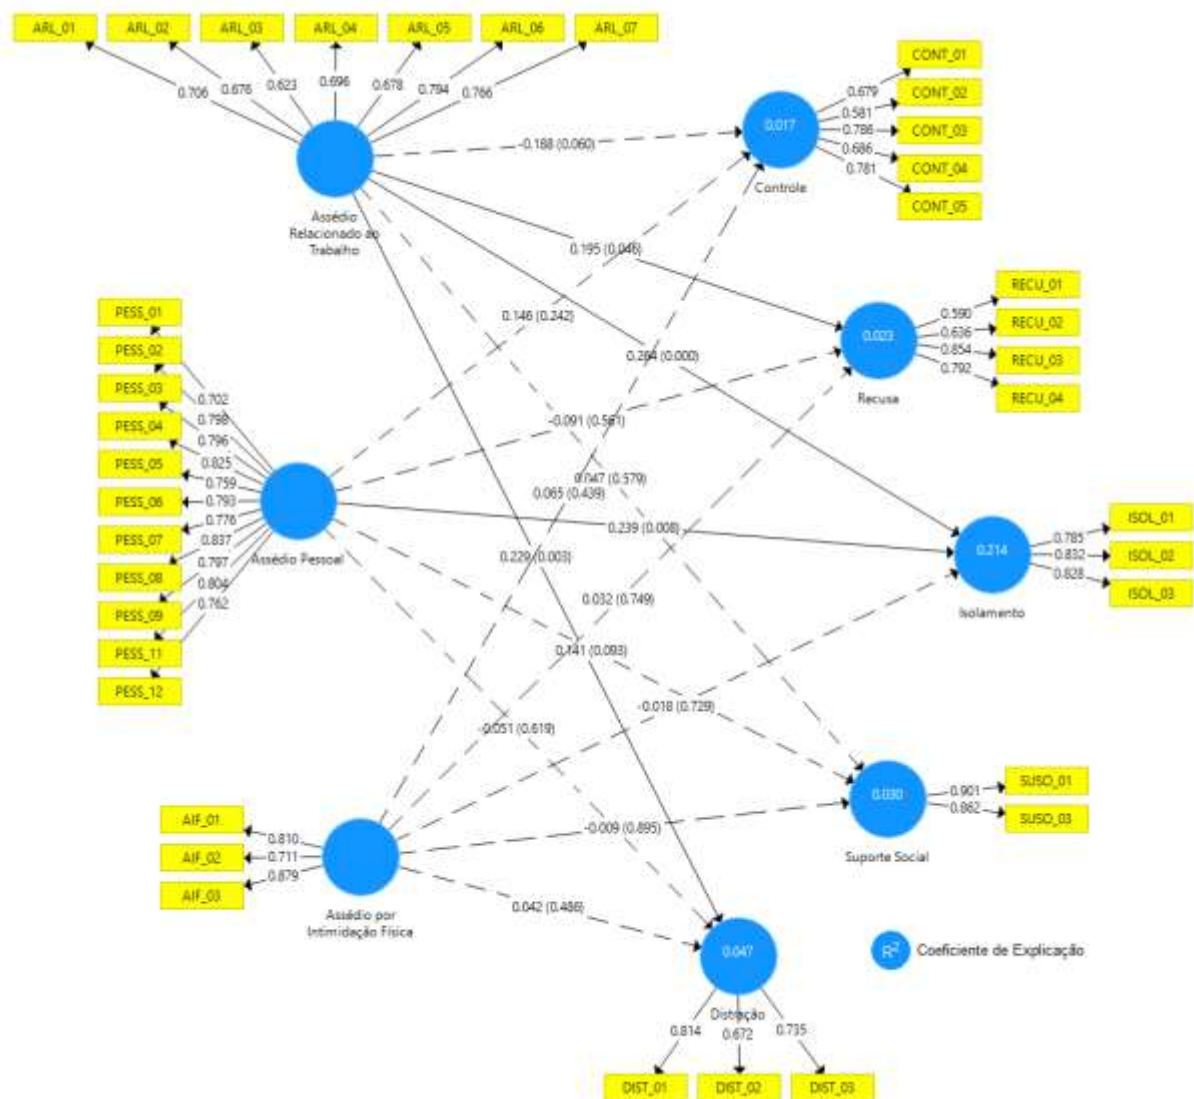 ARL_01 ARL_02 ARL_03 ARL_04 ARL_05 ARL_06 ARL_07
0.706 0.676 0.623 0.696 0.678 0.794 0.766
Assédio
Relacionado ao
Trabalho
CONT_01
CONT_02
CONT_03
CONT_04
CONT_05
0.679
0.581
0.786
0.686
0.781
0.017
Controle
-0.188 (0.060)
0.195 (0.046)
0.146 (0.242)
0.264 (0.000)
RECU_01
RECU_02
RECU_03
RECU_04
0.590
0.636
0.854
0.792
0.023
Recusa
PESS_01
PESS_02
PESS_03
PESS_04
PESS_05
PESS_06
PESS_07
PESS_08
PESS_09
PESS_11
PESS_12
0.702
0.798
0.796
0.825
0.759
0.793
0.776
0.837
0.797
0.804
0.762
Assédio Pessoal
-0.091 (0.561)
0.047 (0.579)
0.065 (0.439)
0.239 (0.008)
0.229 (0.003)
0.032 (0.749)
0.141 (0.093)
-0.018 (0.729)
-0.051 (0.619)
ISOL_01
ISOL_02
ISOL_03
0.785
0.832
0.828
0.214
Isolamento
AIF_01
AIF_02
AIF_03
0.810
0.711
0.879
Assédio por
Intimidação Física
-0.009 (0.895)
0.042 (0.486)
SUSO_01
SUSO_03
0.901
0.862
0.030
Suporte Social
0.047
Distração
0.814 0.672 0.735
DIST_01 DIST_02 DIST_03
R² Coeficiente de Explicação